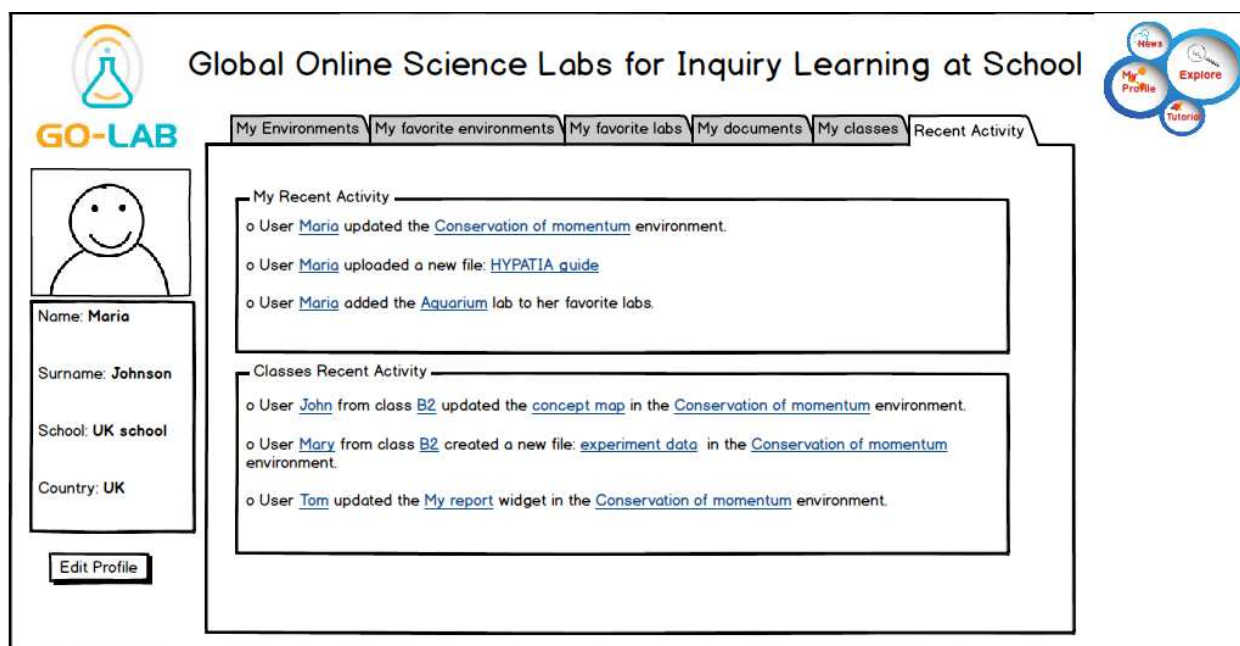 Global Online Science Labs for Inquiry Learning at School
News
Explore
My
Profile
Tutorial
GO-LAB
My Environments My favorite environments My favorite labs My documents My classes Recent Activity
My Recent Activity
o User Maria updated the Conservation of momentum environment.
o User Maria uploaded a new file: HYPATIA guide
o User Maria added the Aquarium lab to her favorite labs.
Name: Maria
Surname: Johnson
School: UK school
Country: UK
Edit Profile
Classes Recent Activity
o User John from class B2 updated the concept map in the Conservation of momentum environment.
o User Mary from class B2 created a new file: experiment data in the Conservation of momentum
environment.
o User Tom updated the My report widget in the Conservation of momentum environment.